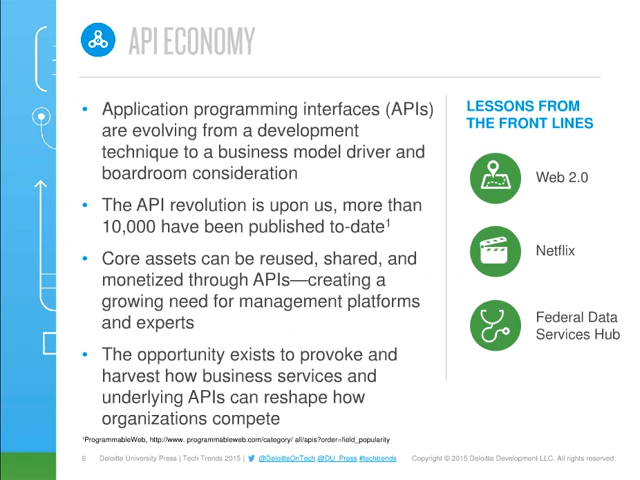 API ECONOMY
• Application programming interfaces (APIs)
are evolving from a development
technique to a business model driver and
boardroom consideration
• The API revolution is upon us, more than
10,000 have been published to-date¹
• Core assets can be reused, shared, and
monetized through APIs—creating a
growing need for management platforms
and experts
• The opportunity exists to provoke and
harvest how business services and
underlying APIs can reshape how
organizations compete
LESSONS FROM
THE FRONT LINES
Web 2.0
Netflix
Federal Data
Services Hub
¹ProgrammableWeb, http://www. programmableweb.com/category/ all/apis?order=field_popularity
6 Deloitte University Press | Tech Trends 2015 | @DeloitteOnTech @DU_Press #techtrends Copyright © 2015 Deloitte Development LLC. All rights reserved.